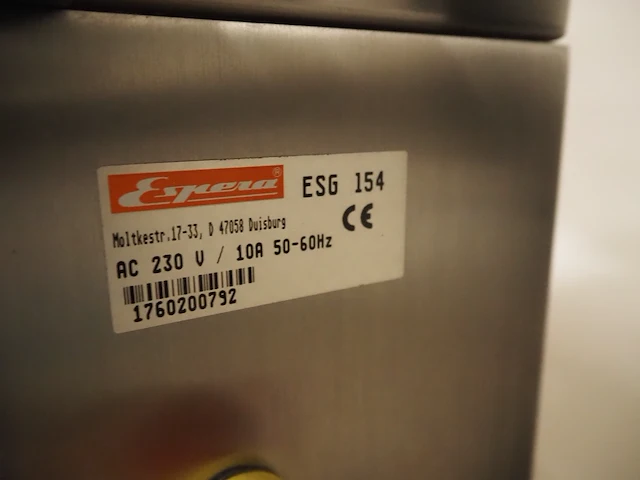 Espera®
ESG 154
Moltkestr.17-33, D 47058 Duisburg
CE
AC 230 V / 10A 50-60Hz
1760200792